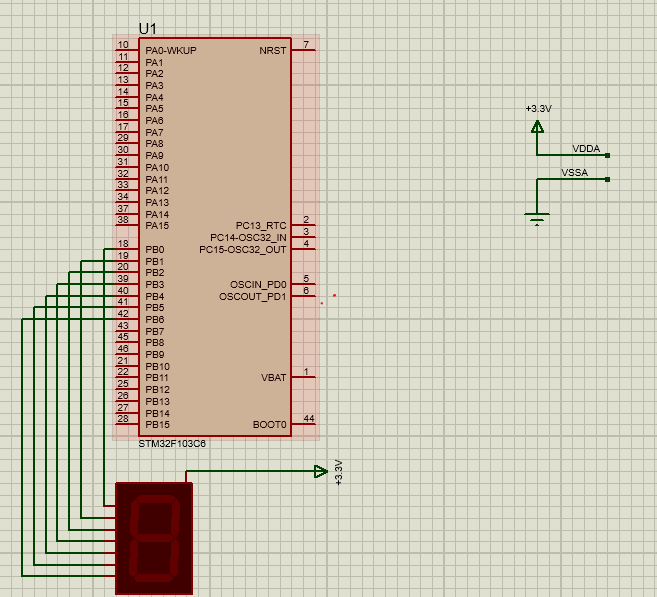 U1
10 PA0-WKUP NRST 7
11 PA1
12 PA2
13 PA3
14 PA4
15 PA5
16 PA6
17 PA7
29 PA8
30 PA9
31 PA10
32 PA11
33 PA12
34 PA13
37 PA14
38 PA15 PC13_RTC 2
PC14-OSC32_IN 3
18 PB0 PC15-OSC32_OUT 4
19 PB1
20 PB2
39 PB3 OSCIN_PD0 5
40 PB4 OSCOUT_PD1 6
41 PB5
42 PB6
43 PB7
45 PB8
46 PB9
21 PB10
22 PB11 VBAT 1
25 PB12
26 PB13
27 PB14
28 PB15 BOOT0 44
STM32F103C6
+3.3V
VDDA
VSSA
+3.3V